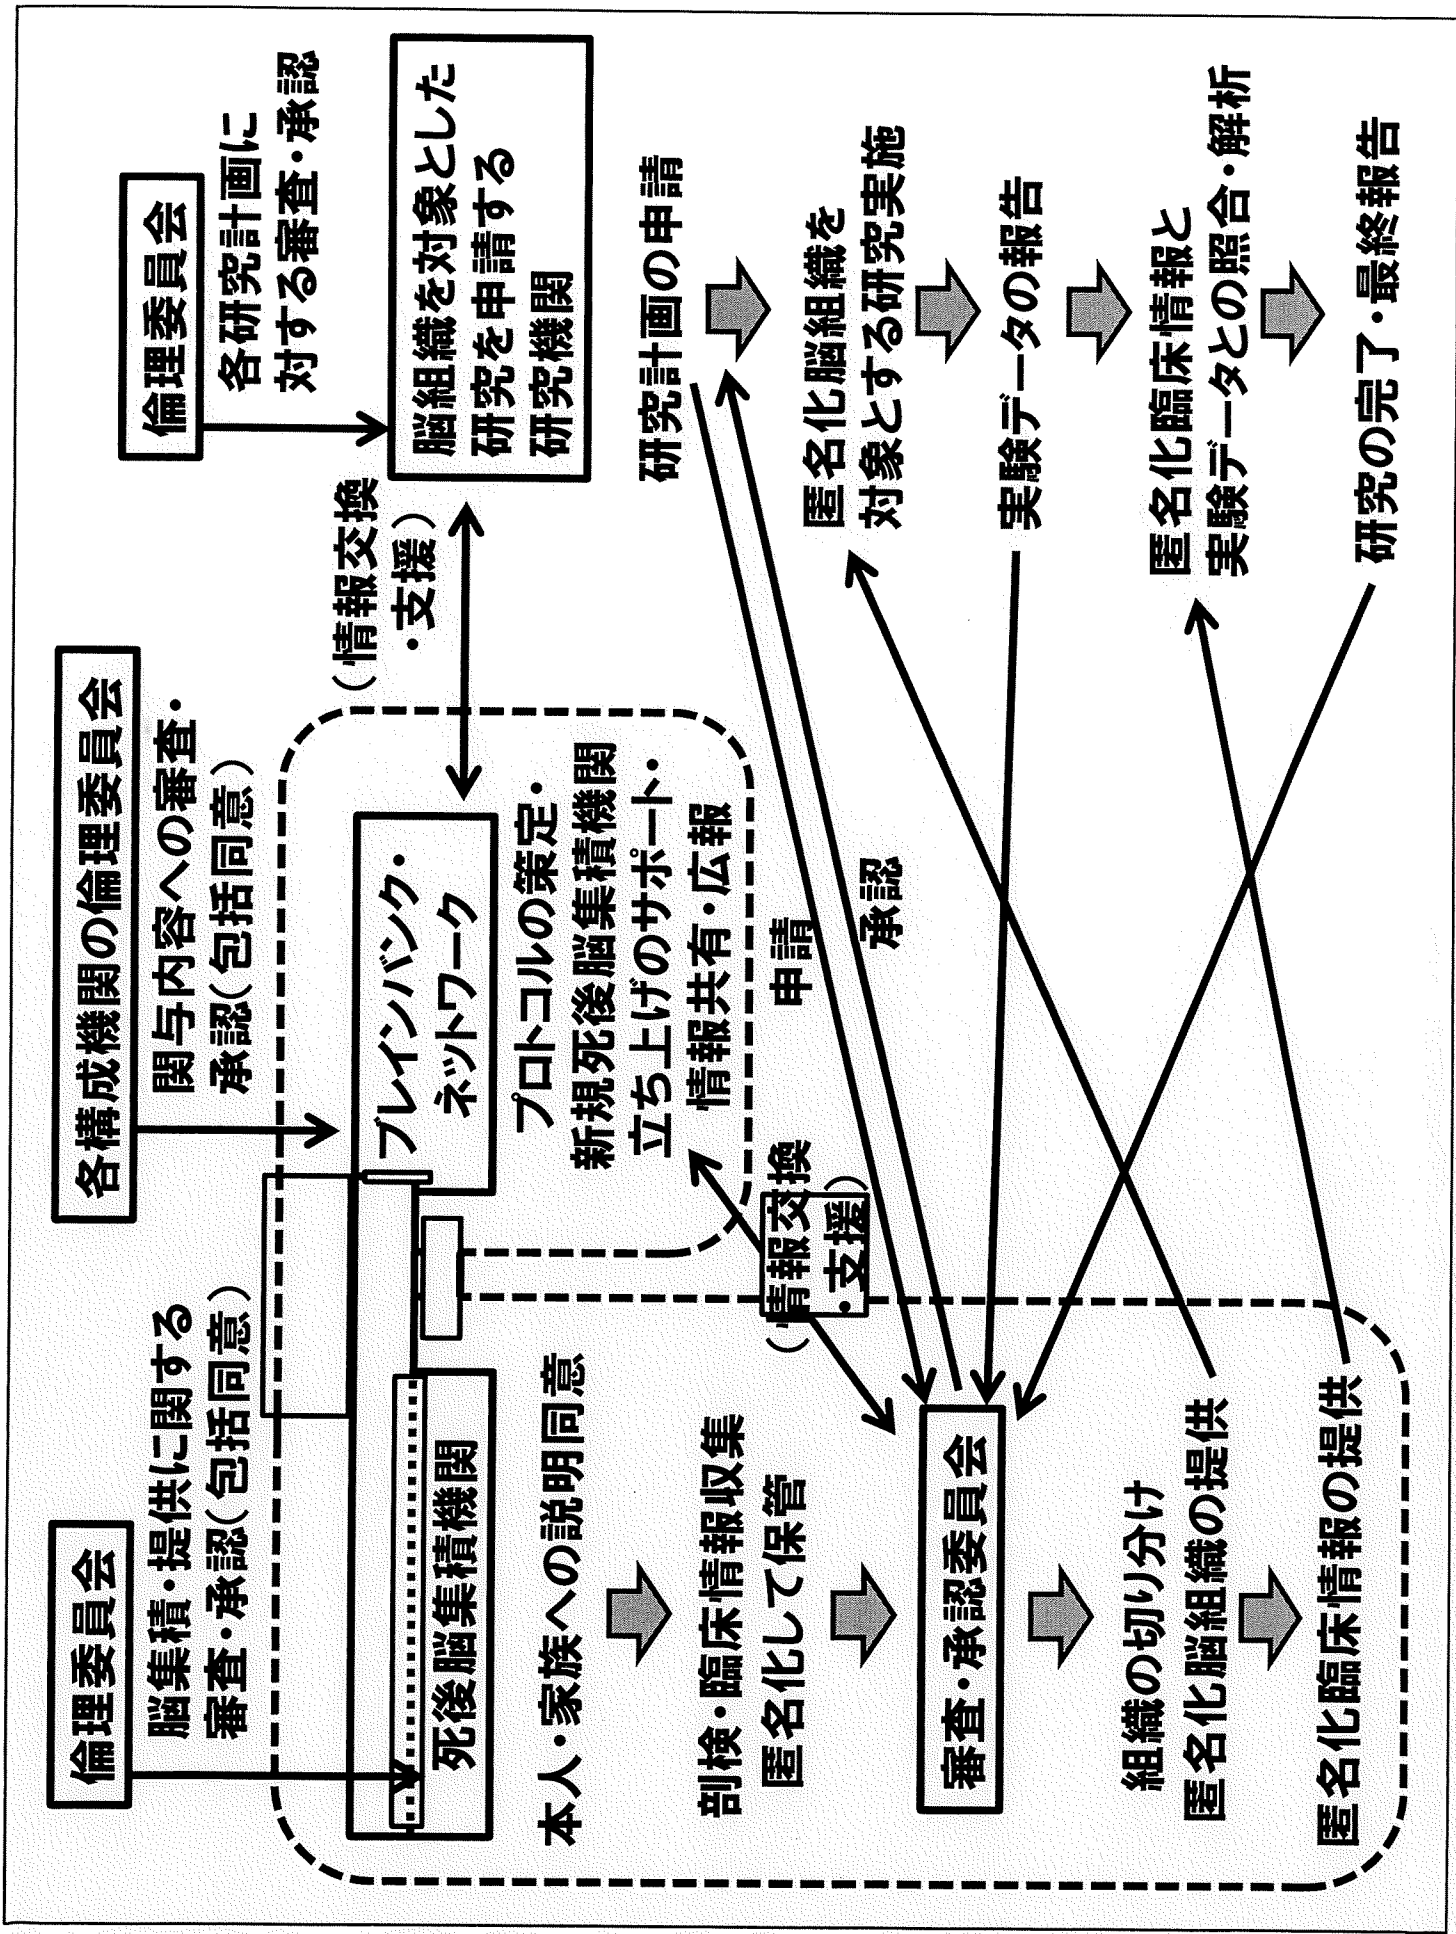 倫理委員会
脳集積・提供に関する
審査・承認(包括同意)
死後脳集積機関
本人・家族への説明同意
剖検・臨床情報収集
匿名化して保管
審査・承認委員会
組織の切り分け
匿名化脳組織の提供
匿名化臨床情報の提供
各構成機関の倫理委員会
関与内容への審査・
承認(包括同意)
ブレインバンク・
ネットワーク
プロトコルの策定・
新規死後脳集積機関
立ち上げのサポート・
情報共有・広報
(情報交換
・支援)
(情報交換
・支援)
申請
承認
倫理委員会
各研究計画に
対する審査・承認
脳組織を対象とした
研究を申請する
研究機関
研究計画の申請
匿名化脳組織を
対象とする研究実施
実験データの報告
匿名化臨床情報と
実験データとの照合・解析
研究の完了・最終報告